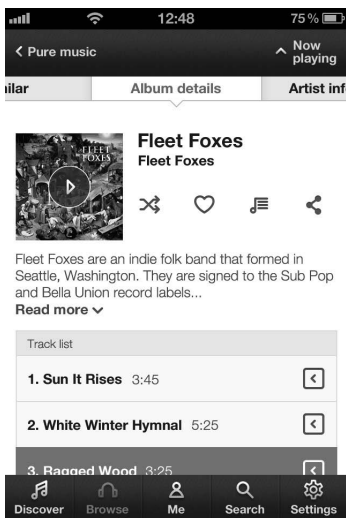 12:48
75%
Pure music
Now
playing
ilar
Album details
Artist inf
FLEET
FOXES
Fleet Foxes
Fleet Foxes
Fleet Foxes are an indie folk band that formed in
Seattle, Washington. They are signed to the Sub Pop
and Bella Union record labels...
Read more
Track list
1. Sun It Rises 3:45
2. White Winter Hymnal 5:25
3. Ragged Wood 3:25
Discover Browse Me Search Settings